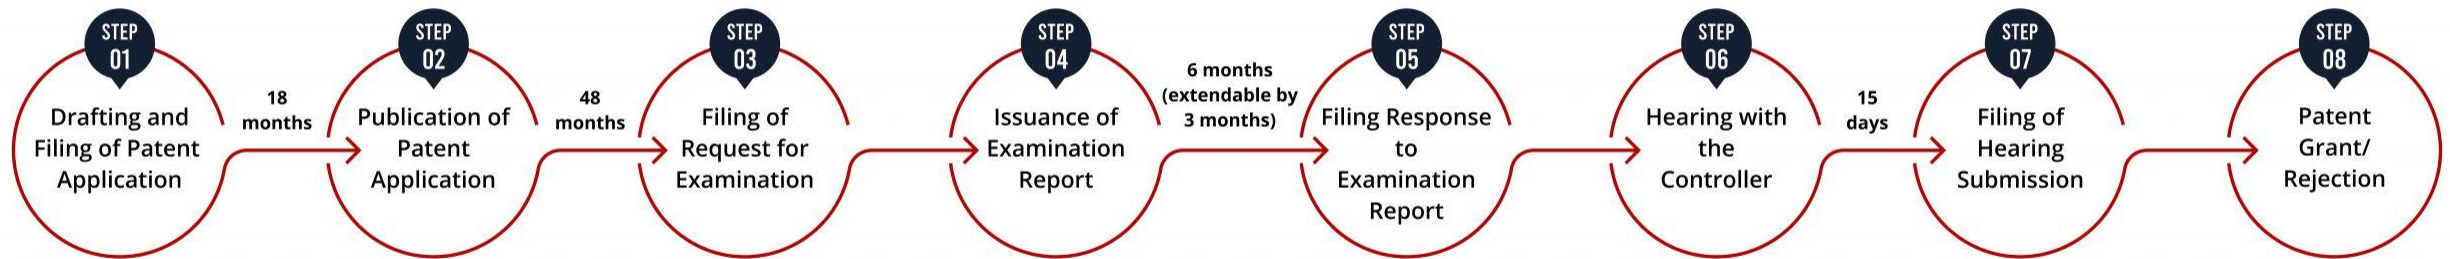 STEP
01
Drafting and
Filing of Patent
Application
18
months
STEP
02
Publication of
Patent
Application
48
months
STEP
03
Filing of
Request for
Examination
STEP
04
Issuance of
Examination
Report
6 months
(extendable by
3 months)
STEP
05
Filing Response
to
Examination
Report
STEP
06
Hearing with
the
Controller
15
days
STEP
07
Filing of
Hearing
Submission
STEP
08
Patent
Grant/
Rejection